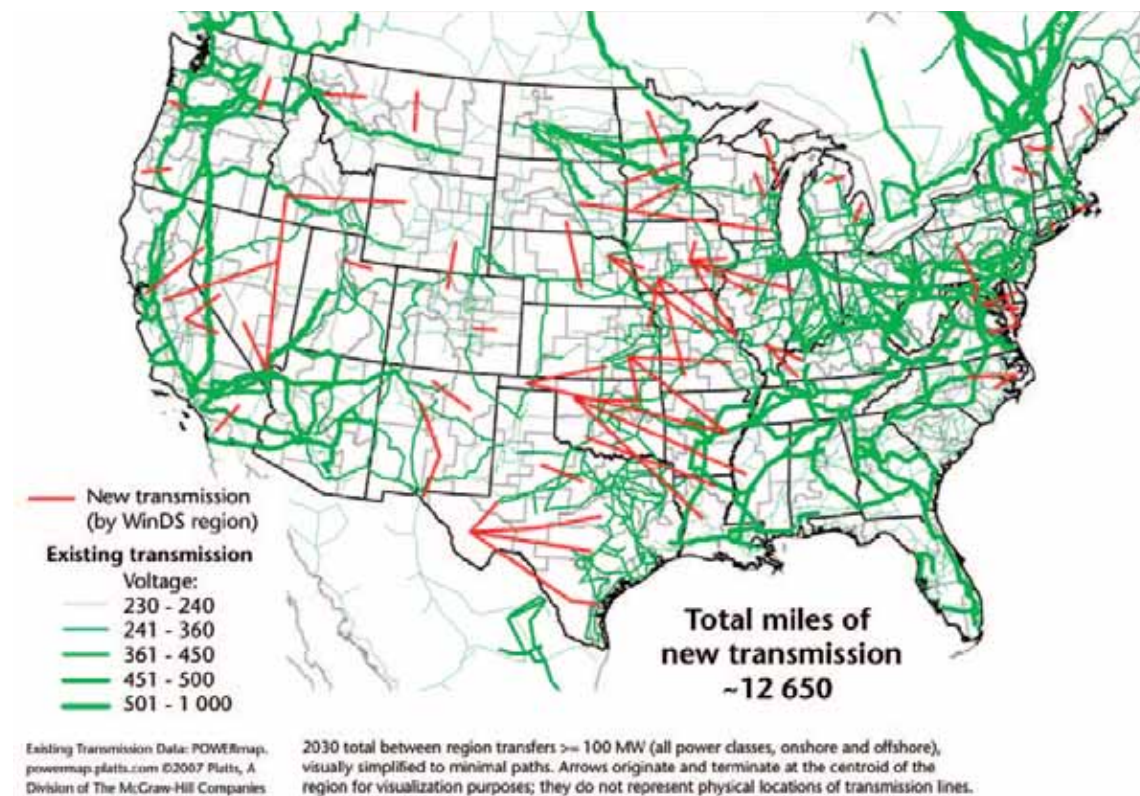 New transmission
(by WinDS region)
Existing transmission
Voltage:
230 - 240
241 - 360
361 - 450
451 - 500
501 - 1 000
Total miles of
new transmission
~12 650
Existing Transmission Data: POWERmap.
powermap.platts.com ©2007 Platts, A
Division of The McGraw-Hill Companies
2030 total between region transfers >= 100 MW (all power classes, onshore and offshore),
visually simplified to minimal paths. Arrows originate and terminate at the centroid of the
region for visualization purposes; they do not represent physical locations of transmission lines.